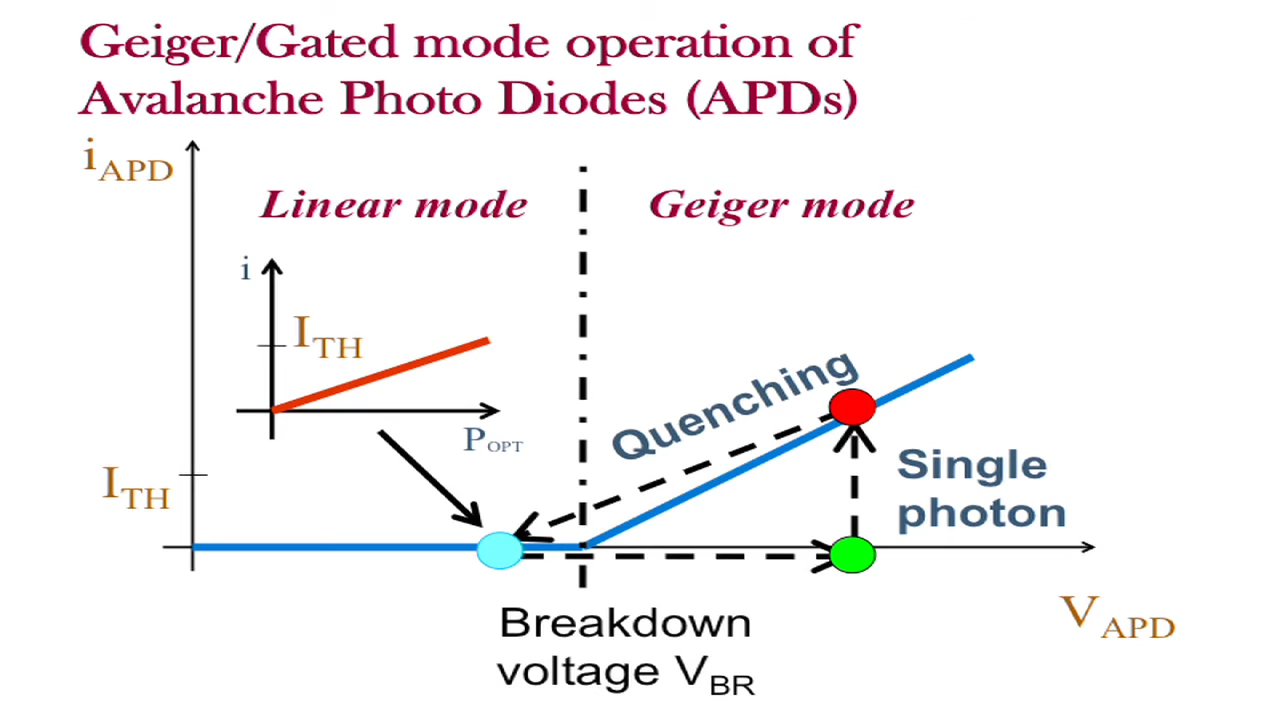 Geiger/Gated mode operation of
Avalanche Photo Diodes (APDs)
iAPD
Linear mode
Geiger mode
i
ITH
POPT
Quenching
ITH
Single
photon
VAPD
Breakdown
voltage VBR